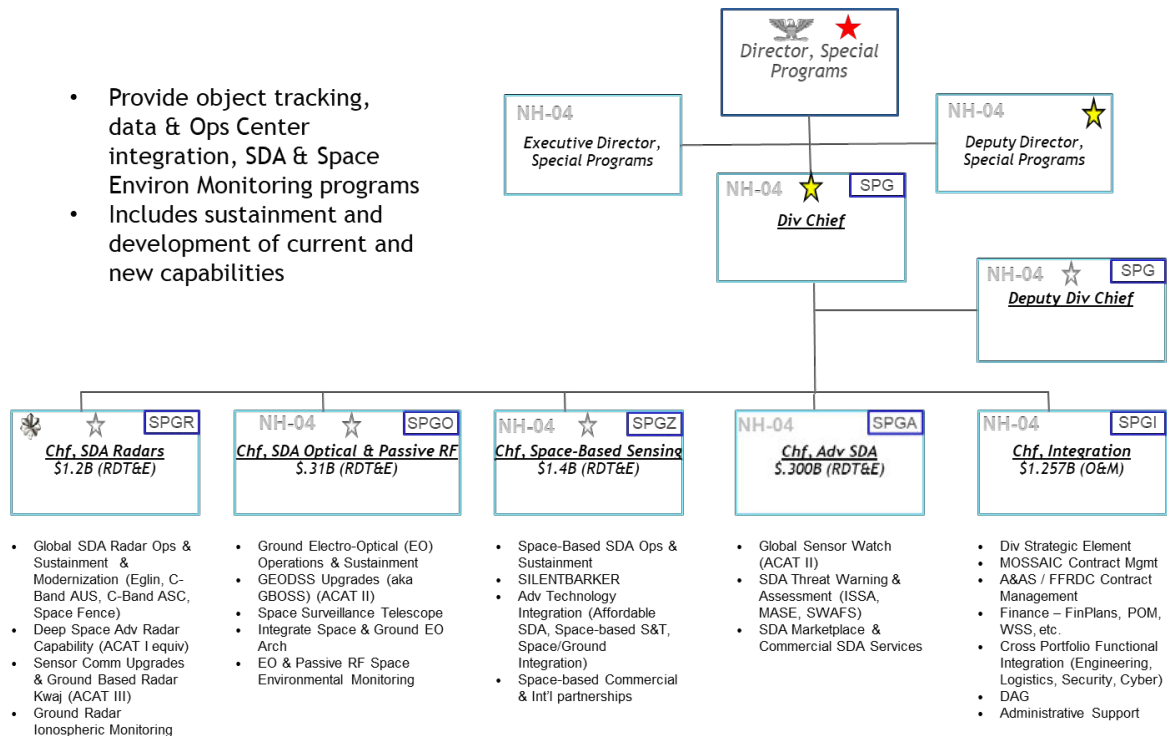 • Provide object tracking,
data & Ops Center
integration, SDA & Space
Environ Monitoring programs
• Includes sustainment and
development of current and
new capabilities
Director, Special
Programs
NH-04
Executive Director,
Special Programs
NH-04
Deputy Director,
Special Programs
NH-04
SPG
Div Chief
NH-04
SPG
Deputy Div Chief
SPGR
Chf, SDA Radars
$1.2B (RDT&E)
NH-04
SPGO
Chf, SDA Optical & Passive RF
$.31B (RDT&E)
NH-04
SPGZ
Chf, Space-Based Sensing
$1.4B (RDT&E)
NH-04
SPGA
Chf, Adv SDA
$.300B (RDT&E)
NH-04
SPGI
Chf, Integration
$1.257B (O&M)
• Global SDA Radar Ops &
Sustainment &
Modernization (Eglin, C-
Band AUS, C-Band ASC,
Space Fence)
• Deep Space Adv Radar
Capability (ACAT I equiv)
• Sensor Comm Upgrades
& Ground Based Radar
Kwaj (ACAT III)
• Ground Radar
Ionospheric Monitoring
• Ground Electro-Optical (EO)
Operations & Sustainment
• GEODSS Upgrades (aka
GBOSS) (ACAT II)
• Space Surveillance Telescope
• Integrate Space & Ground EO
Arch
• EO & Passive RF Space
Environmental Monitoring
• Space-Based SDA Ops &
Sustainment
• SILENTBARKER
• Adv Technology
Integration (Affordable
SDA, Space-based S&T,
Space/Ground
Integration)
• Space-based Commercial
& Int'l partnerships
• Global Sensor Watch
(ACAT II)
• SDA Threat Warning &
Assessment (ISSA,
MASE, SWAFS)
• SDA Marketplace &
Commercial SDA Services
• Div Strategic Element
• MOSSAIC Contract Mgmt
• A&AS / FFRDC Contract
Management
• Finance – FinPlans, POM,
WSS, etc.
• Cross Portfolio Functional
Integration (Engineering,
Logistics, Security, Cyber)
• DAG
• Administrative Support